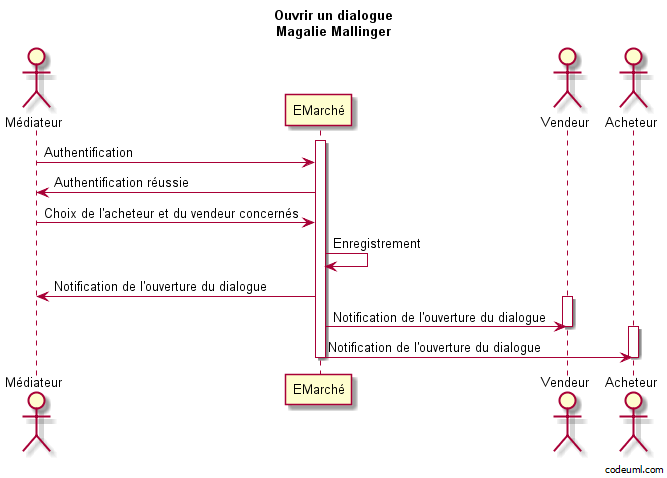 Ouvrir un dialogue
Magalie Mallinger
Médiateur
EMarché
Vendeur
Acheteur
Authentification
Authentification réussie
Choix de l'acheteur et du vendeur concernés
Enregistrement
Notification de l'ouverture du dialogue
Notification de l'ouverture du dialogue
Notification de l'ouverture du dialogue
Médiateur
EMarché
Vendeur
Acheteur
codeuml.com